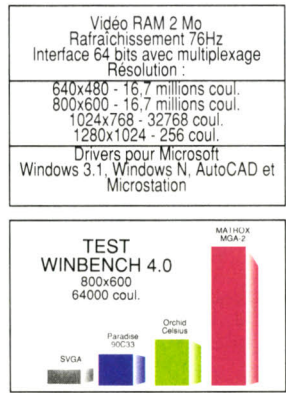 Vidéo RAM 2 Mo
Rafraîchissement 76Hz
Interface 64 bits avec multiplexage
Résolution :
640x480 - 16,7 millions coul.
800x600 - 16,7 millions coul.
1024x768 - 32768 coul.
1280x1024 - 256 coul.
Drivers pour Microsoft
Windows 3.1, Windows N, AutoCAD et
Microstation
TEST
WINBENCH 4.0
800x600
64000 coul.
SVGA
Paradise
90C33
Orchid
Celsius
MATROX
MGA-2